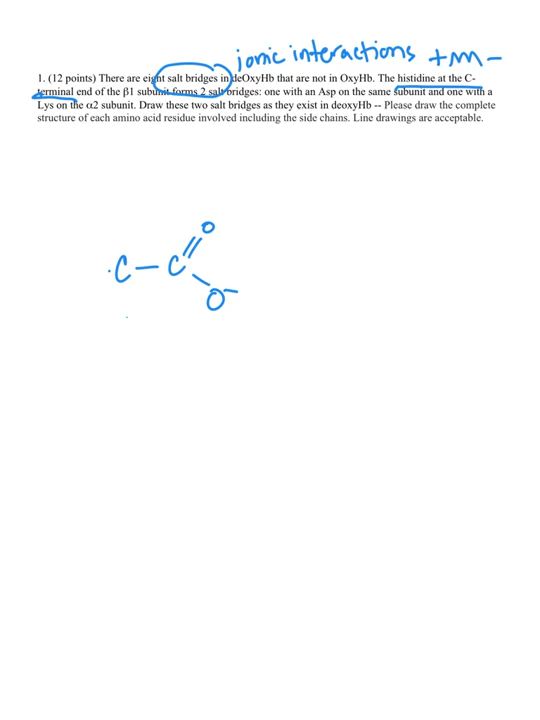 ionic interactions + m −
1. (12 points) There are eight salt bridges in deOxyHb that are not in OxyHb. The histidine at the C-
terminal end of the β1 subunit forms 2 salt bridges: one with an Asp on the same subunit and one with a
Lys on the α2 subunit. Draw these two salt bridges as they exist in deoxyHb -- Please draw the complete
structure of each amino acid residue involved including the side chains. Line drawings are acceptable.
O
C — C
O−